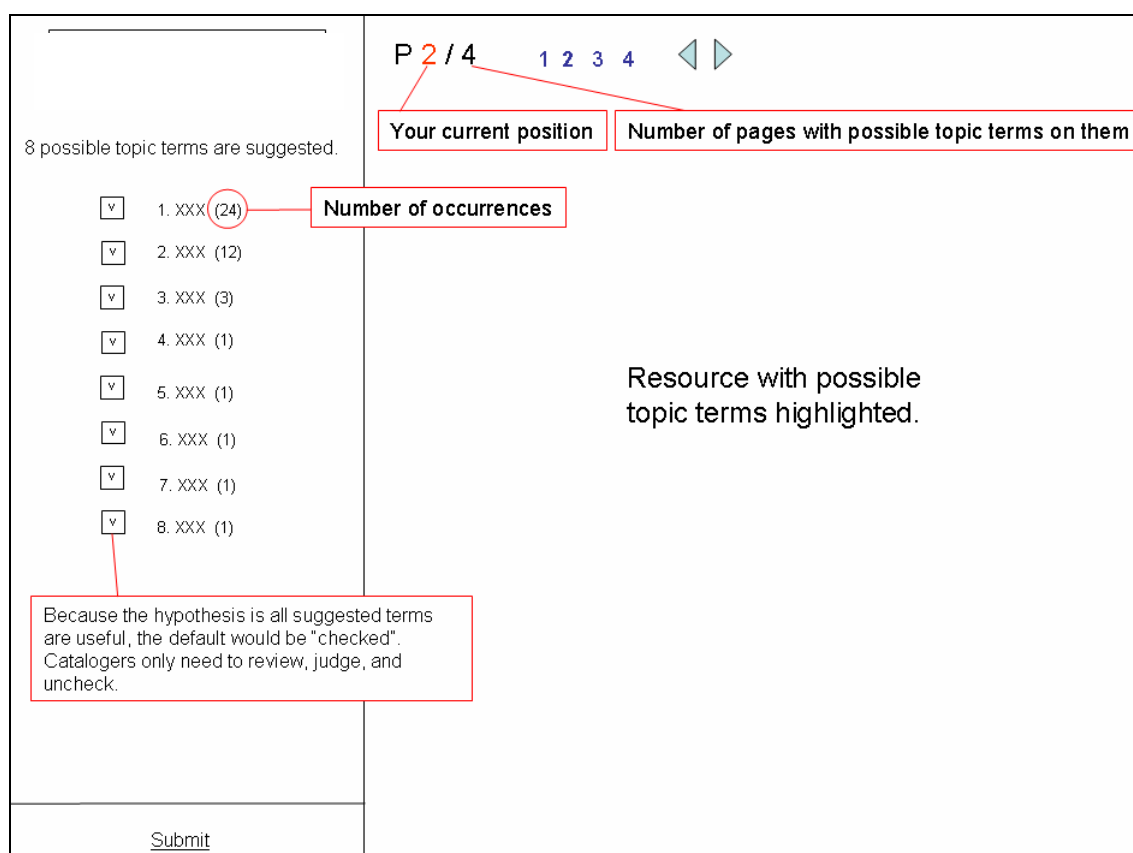 P 2 / 4
1 2 3 4
Your current position
Number of pages with possible topic terms on them
8 possible topic terms are suggested.
v 1. XXX (24)
Number of occurrences
v 2. XXX (12)
v 3. XXX (3)
v 4. XXX (1)
v 5. XXX (1)
v 6. XXX (1)
v 7. XXX (1)
v 8. XXX (1)
Resource with possible
topic terms highlighted.
Because the hypothesis is all suggested terms
are useful, the default would be “checked”.
Catalogers only need to review, judge, and
uncheck.
Submit